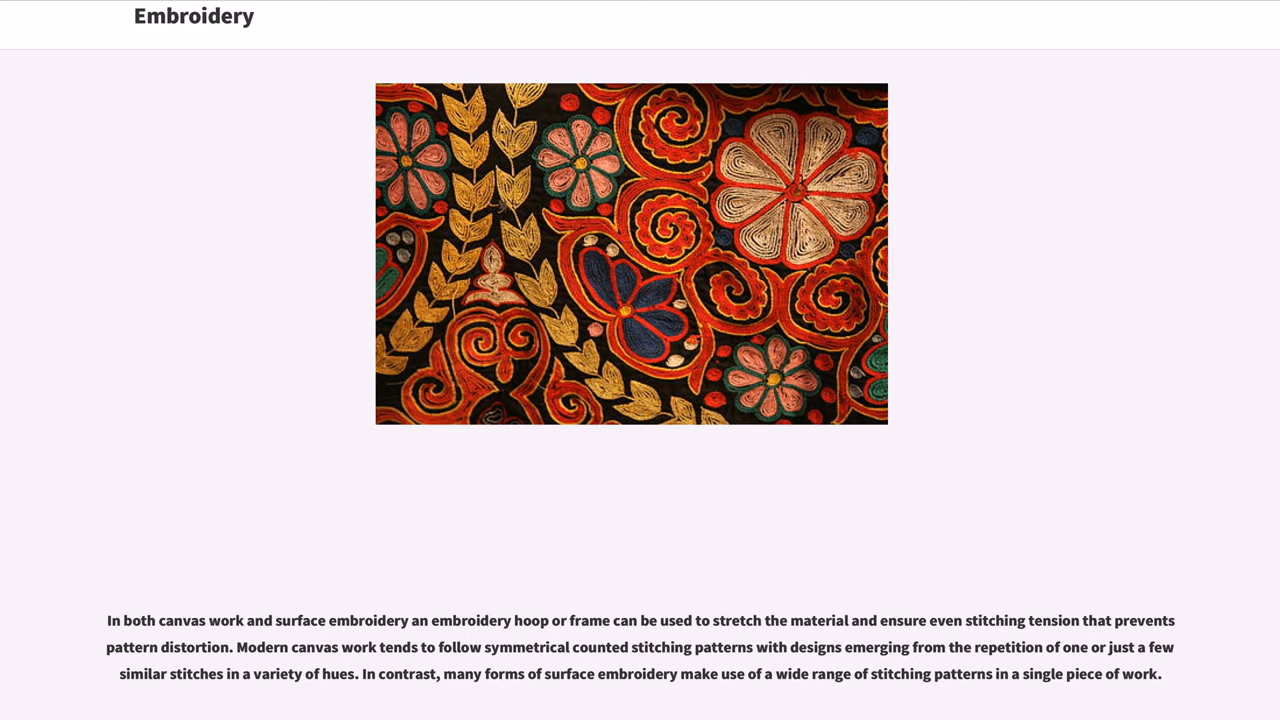 Embroidery
In both canvas work and surface embroidery an embroidery hoop or frame can be used to stretch the material and ensure even stitching tension that prevents
pattern distortion. Modern canvas work tends to follow symmetrical counted stitching patterns with designs emerging from the repetition of one or just a few
similar stitches in a variety of hues. In contrast, many forms of surface embroidery make use of a wide range of stitching patterns in a single piece of work.